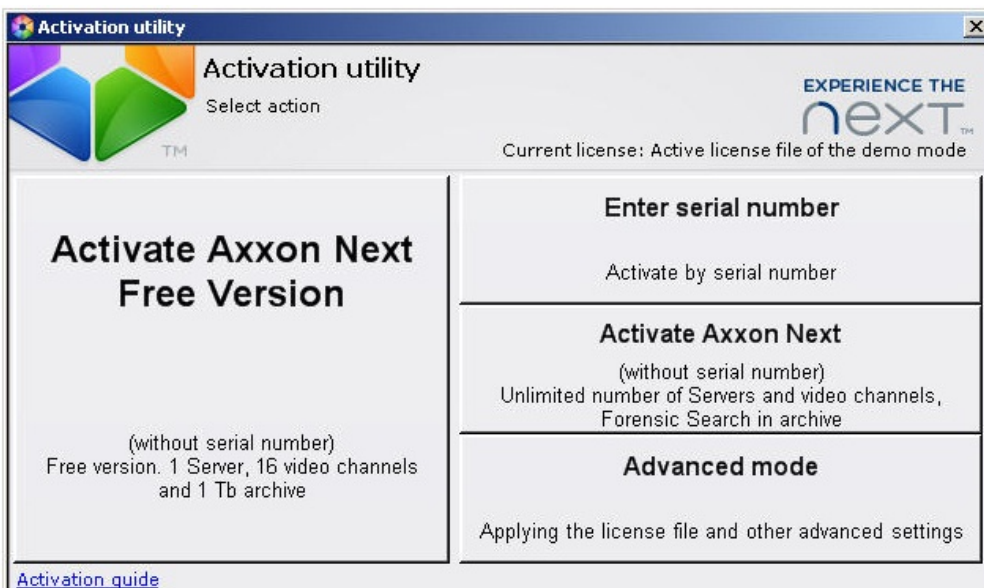 Activation utility
Activation utility
Select action
TM
EXPERIENCE THE
next™
Current license: Active license file of the demo mode
Activate Axxon Next
Free Version
(without serial number)
Free version. 1 Server, 16 video channels
and 1 Tb archive
Enter serial number
Activate by serial number
Activate Axxon Next
(without serial number)
Unlimited number of Servers and video channels,
Forensic Search in archive
Advanced mode
Applying the license file and other advanced settings
Activation guide